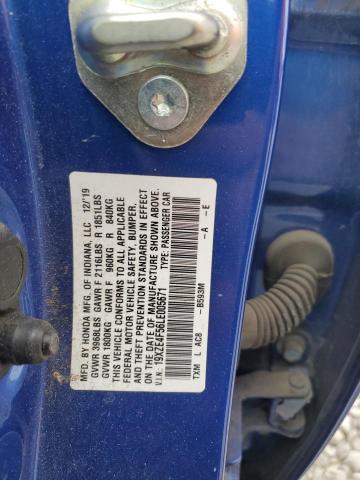 MFD. BY HONDA MFG. OF INDIANA, LLC 12/'19
GVWR 3968LBS GAWR F 2116LBS R 1851LBS
GVWR 1800KG GAWR F 960KG R 840KG
THIS VEHICLE CONFORMS TO ALL APPLICABLE
FEDERAL MOTOR VEHICLE SAFETY, BUMPER,
AND THEFT PREVENTION STANDARDS IN EFFECT
ON THE DATE OF MANUFACTURE SHOWN ABOVE.
V.I.N.: 19XZE4F56LE005671 TYPE: PASSENGER CAR
TXM L AC8 -B593M -A -E